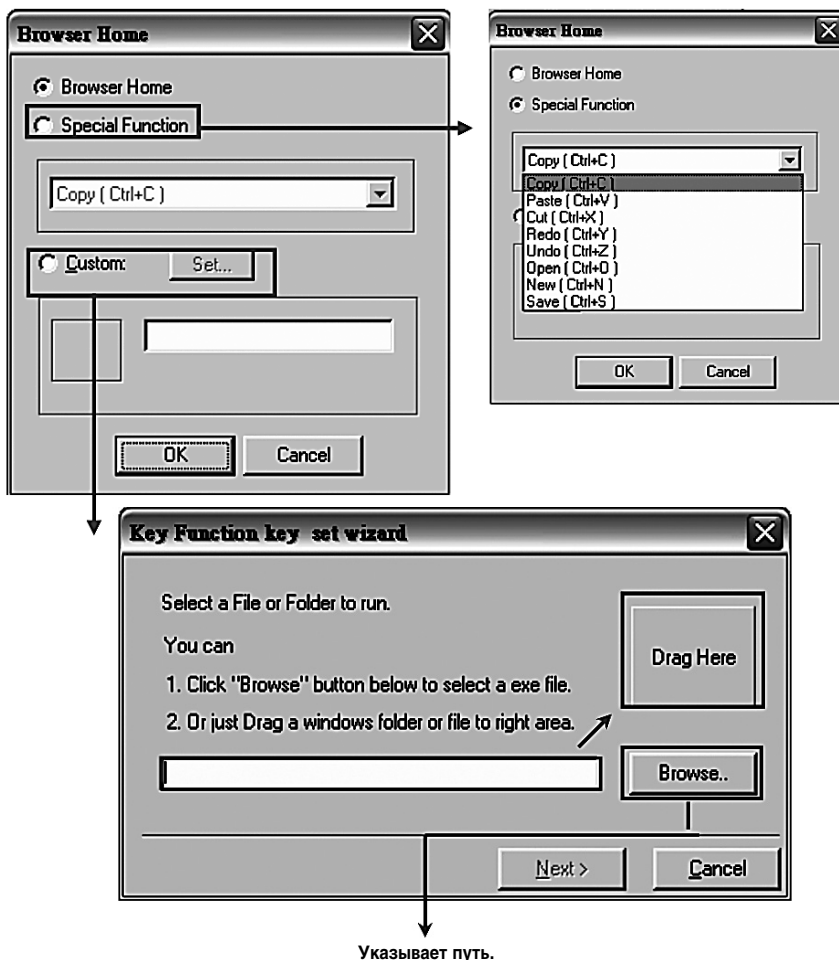 Browser Home
Browser Home
Special Function
Copy ( Ctrl+C )
Custom: Set...
OK Cancel
Browser Home
Browser Home
Special Function
Copy ( Ctrl+C )
Copy ( Ctrl+C )
Paste ( Ctrl+V )
Cut ( Ctrl+X )
Redo ( Ctrl+Y )
Undo ( Ctrl+Z )
Open ( Ctrl+O )
New ( Ctrl+N )
Save ( Ctrl+S )
OK Cancel
Key Function key set wizard
Select a File or Folder to run.
You can
1. Click "Browse" button below to select a exe file.
2. Or just Drag a windows folder or file to right area.
Drag Here
Browse..
Next > Cancel
Указывает путь.